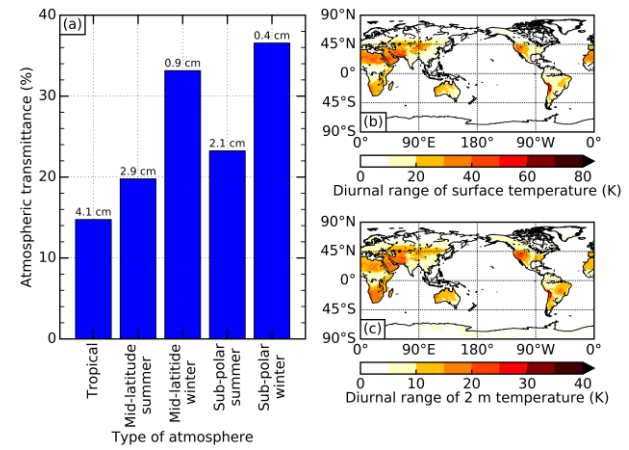 (a)
Atmospheric transmittance (%)
40
30
20
10
0
4.1 cm
2.9 cm
0.9 cm
2.1 cm
0.4 cm
Tropical
Mid-latitude
summer
Mid-latitide
winter
Sub-polar
summer
Sub-polar
winter
Type of atmosphere
90°N
45°N
0°
45°S
90°S
(b)
0° 90°E 180° 90°W 0°
0 20 40 60 80
Diurnal range of surface temperature (K)
90°N
45°N
0°
45°S
90°S
(c)
0° 90°E 180° 90°W 0°
0 10 20 30 40
Diurnal range of 2 m temperature (K)